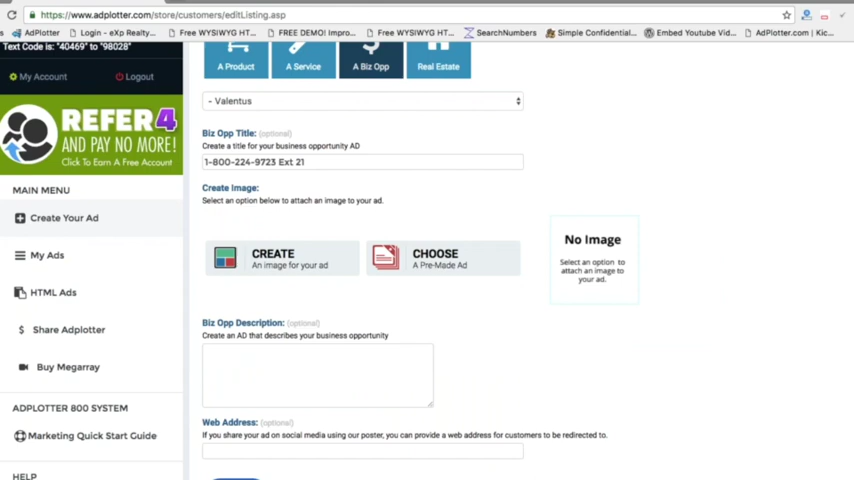 https://www.adplotter.com/store/customers/editListing.asp
AdPlotter
Login - eXp Realty...
Free WYSIWYG HT...
FREE DEMO! Impro...
Free WYSIWYG HT...
SearchNumbers
Simple Confidential...
Embed Youtube Vid...
AdPlotter.com | Kic...
Text Code is: "40469" to "98028"
My Account
Logout
REFER 4
AND PAY NO MORE!
Click To Earn A Free Account
MAIN MENU
Create Your Ad
My Ads
HTML Ads
$ Share Adplotter
Buy Megarray
ADPLOTTER 800 SYSTEM
Marketing Quick Start Guide
HELP
A Product
A Service
A Biz Opp
Real Estate
- Valentus
Biz Opp Title: (optional)
Create a title for your business opportunity AD
1-800-224-9723 Ext 21
Create Image:
Select an option below to attach an image to your ad.
CREATE
An image for your ad
CHOOSE
A Pre-Made Ad
No Image
Select an option to
attach an image to
your ad.
Biz Opp Description: (optional)
Create an AD that describes your business opportunity
Web Address: (optional)
If you share your ad on social media using our poster, you can provide a web address for customers to be redirected to.